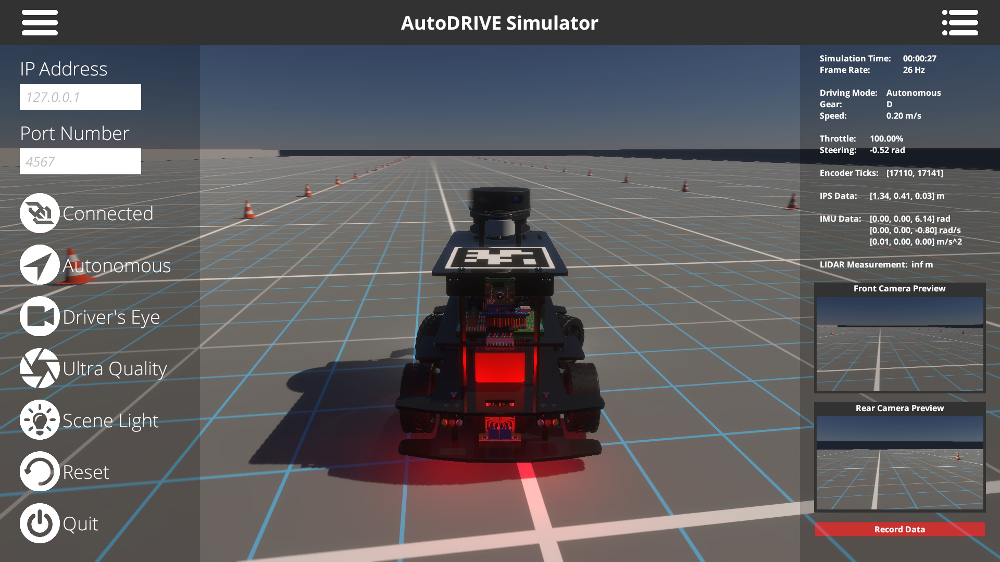 AutoDRIVE Simulator
IP Address
127.0.0.1
Port Number
4567
Connected
Autonomous
Driver's Eye
Ultra Quality
Scene Light
Reset
Quit
Simulation Time: 00:00:27
Frame Rate: 26 Hz
Driving Mode: Autonomous
Gear: D
Speed: 0.20 m/s
Throttle: 100.00%
Steering: -0.52 rad
Encoder Ticks: [17110, 17141]
IPS Data: [1.34, 0.41, 0.03] m
IMU Data: [0.00, 0.00, 6.14] rad
[0.00, 0.00, -0.80] rad/s
[0.01, 0.00, 0.00] m/s^2
LIDAR Measurement: inf m
Front Camera Preview
Rear Camera Preview
Record Data